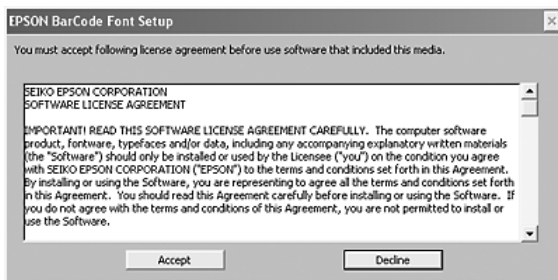 EPSON BarCode Font Setup
You must accept following license agreement before use software that included this media.
SEIKO EPSON CORPORATION
SOFTWARE LICENSE AGREEMENT
IMPORTANT! READ THIS SOFTWARE LICENSE AGREEMENT CAREFULLY. The computer software
product, fontware, typefaces and/or data, including any accompanying explanatory written materials
(the "Software") should only be installed or used by the Licensee ("you") on the condition you agree
with SEIKO EPSON CORPORATION ("EPSON") to the terms and conditions set forth in this Agreement.
By installing or using the Software, you are representing to agree all the terms and conditions set forth
in this Agreement. You should read this Agreement carefully before installing or using the Software. If
you do not agree with the terms and conditions of this Agreement, you are not permitted to install or
use the Software.
Accept Decline